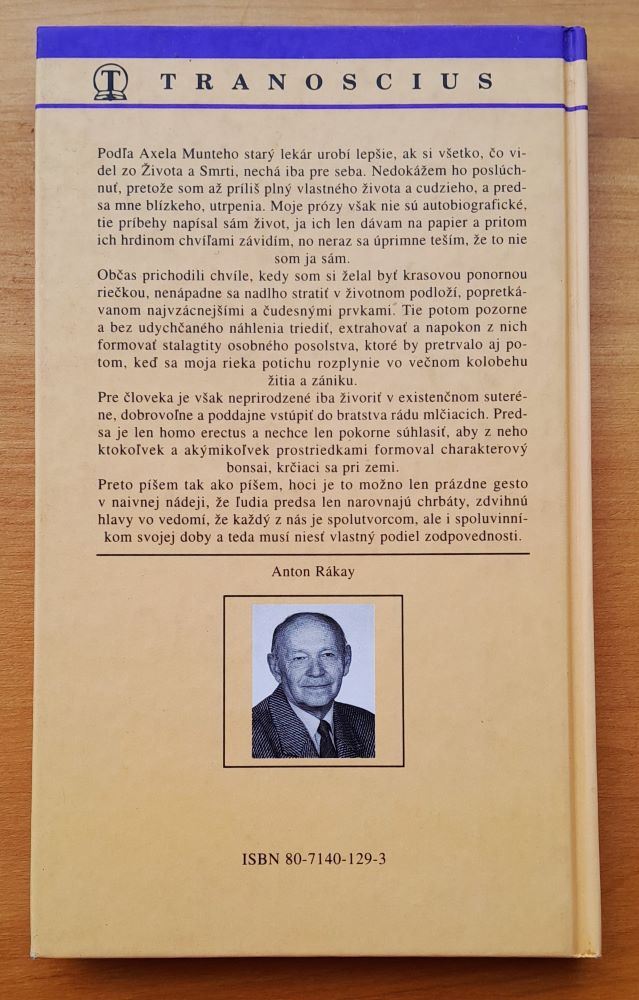 TRANOSCIUS
Podľa Axela Munteho starý lekár urobí lepšie, ak si všetko, čo vi-
del zo Života a Smrti, nechá iba pre seba. Nedokážem ho poslúch-
nuť, pretože som až príliš plný vlastného života a cudzieho, a pred-
sa mne blízkeho, utrpenia. Moje prózy však nie sú autobiografické,
tie príbehy napísal sám život, ja ich len dávam na papier a pritom
ich hrdinom chvíľami závidím, no neraz sa úprimne teším, že to nie
som ja sám.
Občas prichodili chvíle, kedy som si želal byť krasovou ponornou
riečkou, nenápadne sa nadlho stratiť v životnom podloží, popretká-
vanom najvzácnejšími a čudesnými prvkami. Tie potom pozorne
a bez udychčaného náhlenia triediť, extrahovať a napokon z nich
formovať stalagtity osobného posolstva, ktoré by pretrvalo aj po-
tom, keď sa moja rieka potichu rozplynie vo večnom kolobehu
žitia a zániku.
Pre človeka je však neprirodzené iba živoriť v existenčnom suteré-
ne, dobrovoľne a poddajne vstúpiť do bratstva rádu mlčiacich. Pred-
sa je len homo erectus a nechce len pokorne súhlasiť, aby z neho
ktokoľvek a akýmikoľvek prostriedkami formoval charakterový
bonsai, krčiaci sa pri zemi.
Preto píšem tak ako píšem, hoci je to možno len prázdne gesto
v naivnej nádeji, že ľudia predsa len narovnajú chrbáty, zdvihnú
hlavy vo vedomí, že každý z nás je spolutvorcom, ale i spoluvinní-
kom svojej doby a teda musí niesť vlastný podiel zodpovednosti.
Anton Rákay
ISBN 80-7140-129-3